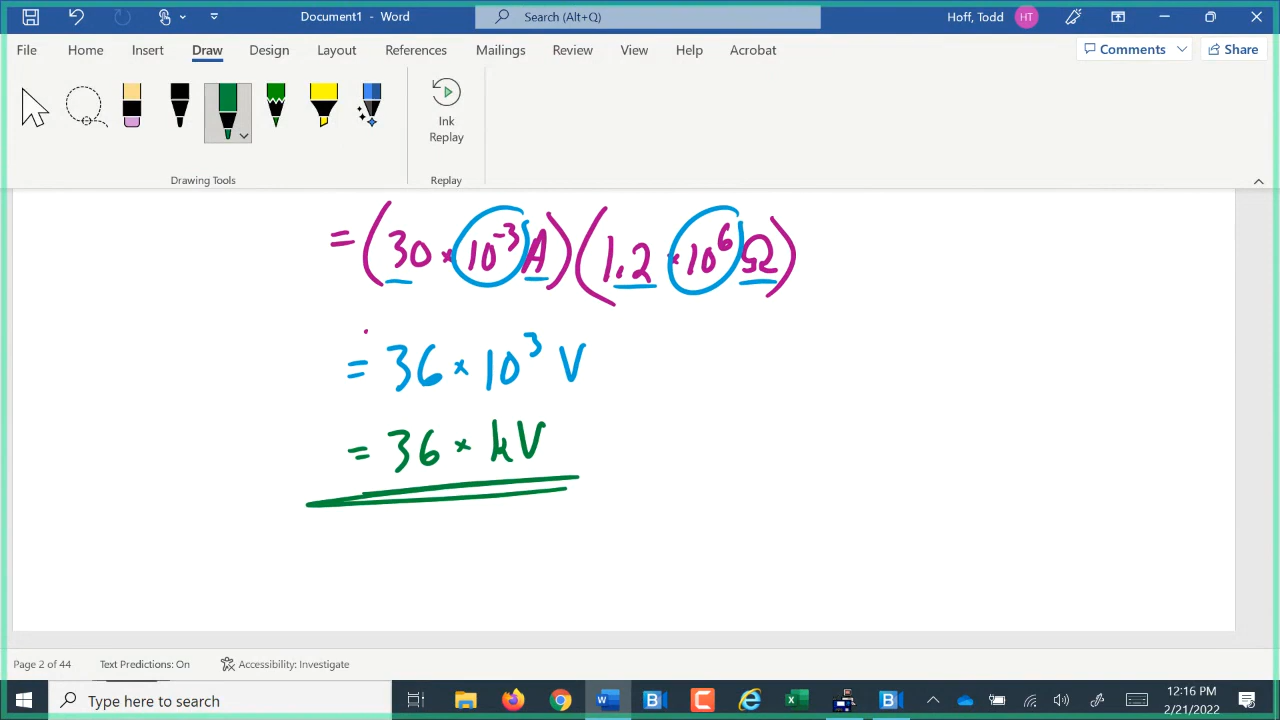 Document1 - Word
Search (Alt+Q)
Hoff, Todd
HT
File Home Insert Draw Design Layout References Mailings Review View Help Acrobat
Comments
Share
Ink
Replay
Drawing Tools
Replay
= (30 × 10⁻³ A)(1.2 × 10⁶ Ω)
= 36 × 10³ V
= 36 × kV
Page 2 of 44
Text Predictions: On
Accessibility: Investigate
Type here to search
12:16 PM
2/21/2022